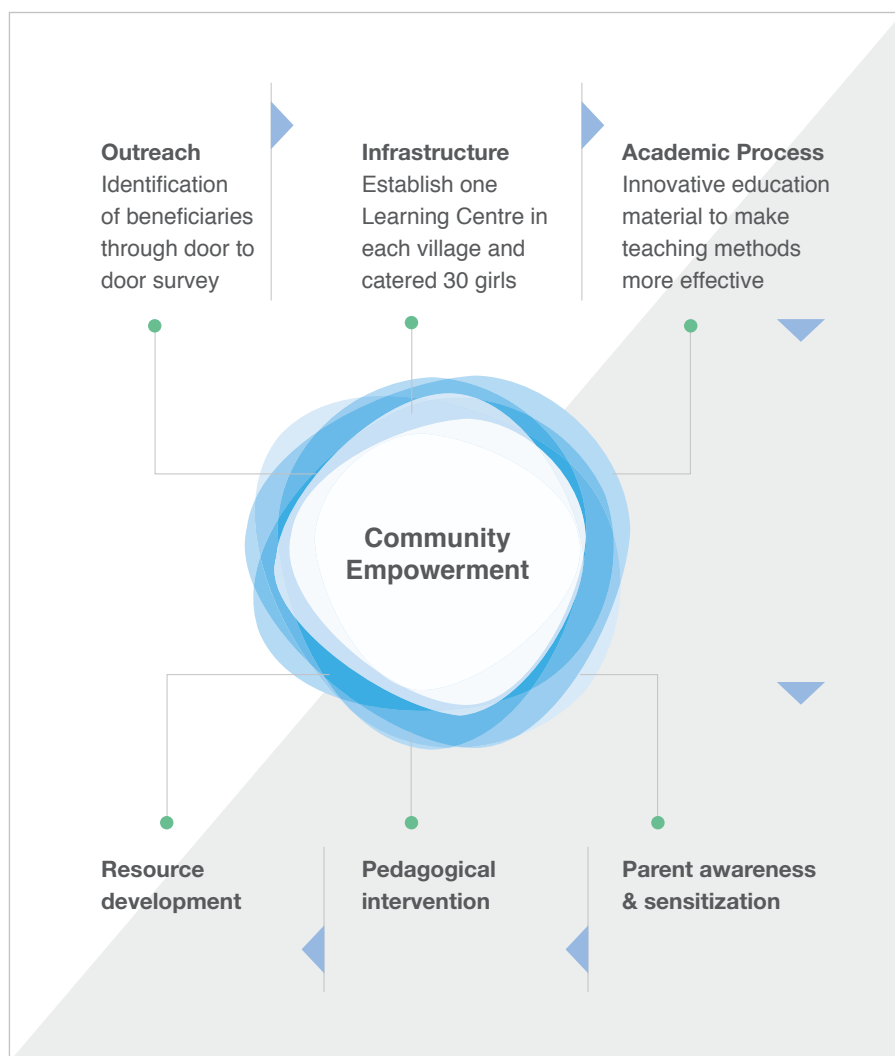 Outreach
Identification
of beneficiaries
through door to
door survey
Infrastructure
Establish one
Learning Centre in
each village and
catered 30 girls
Academic Process
Innovative education
material to make
teaching methods
more effective
Community
Empowerment
Resource
development
Pedagogical
intervention
Parent awareness
& sensitization